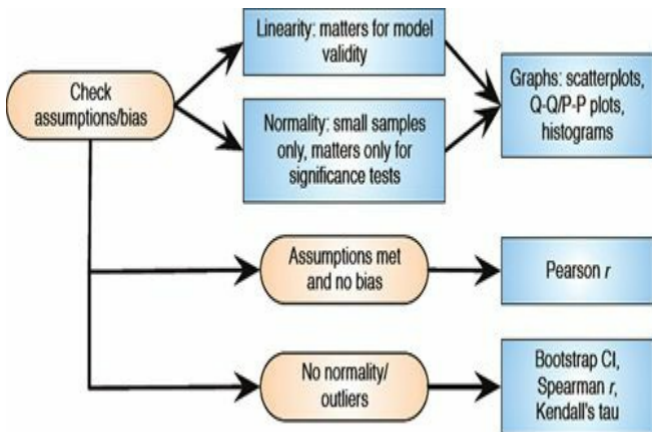 Check
assumptions/bias
Linearity: matters for model
validity
Normality: small samples
only, matters only for
significance tests
Graphs: scatterplots,
Q-Q/P-P plots,
histograms
Assumptions met
and no bias
Pearson r
No normality/
outliers
Bootstrap CI,
Spearman r,
Kendall's tau